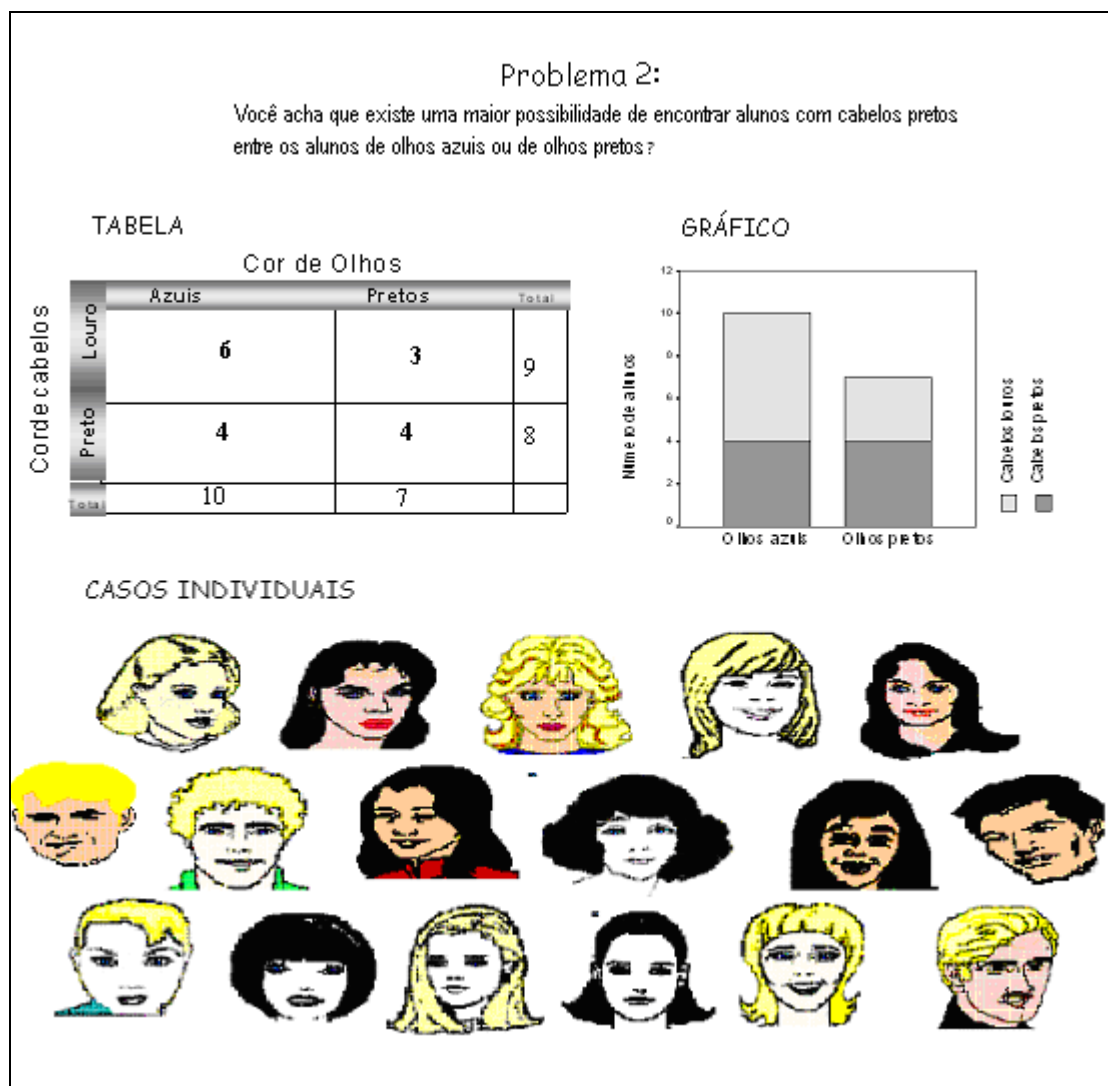 Problema 2:
Você acha que existe uma maior possibilidade de encontrar alunos com cabelos pretos
entre os alunos de olhos azuis ou de olhos pretos?
TABELA
Cor de Olhos
Azuis Pretos Total
Cor de cabelos
Louro 6 3 9
Preto 4 4 8
Total 10 7
GRÁFICO
Número de alunos
12
10
8
6
4
2
0
Olhos azuis Olhos pretos
Cabelos louros
Cabelos pretos
CASOS INDIVIDUAIS